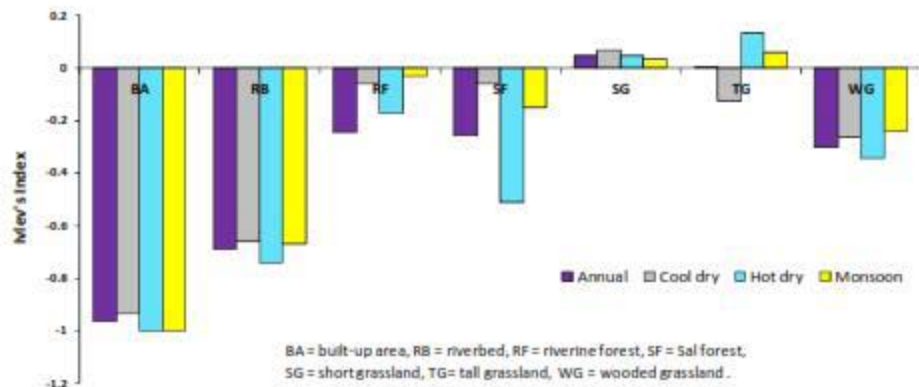 0.2
0
-0.2
-0.4
-0.6
-0.8
-1
-1.2
Ivlev's Index
BA RB RF SF SG TG WG
Annual Cool dry Hot dry Monsoon
BA = built-up area, RB = riverbed, RF = riverine forest, SF = Sal forest,
SG = short grassland, TG= tall grassland, WG = wooded grassland .